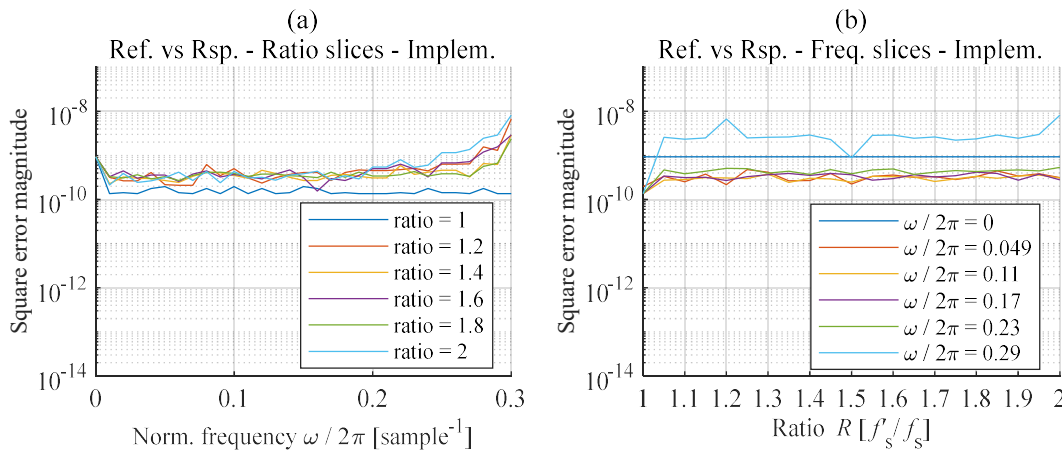 (a)
Ref. vs Rsp. - Ratio slices - Implem.
Square error magnitude
10⁻⁸
10⁻¹⁰
10⁻¹²
10⁻¹⁴
ratio = 1
ratio = 1.2
ratio = 1.4
ratio = 1.6
ratio = 1.8
ratio = 2
0 0.1 0.2 0.3
Norm. frequency ω / 2π [sample⁻¹]
(b)
Ref. vs Rsp. - Freq. slices - Implem.
Square error magnitude
10⁻⁸
10⁻¹⁰
10⁻¹²
10⁻¹⁴
ω / 2π = 0
ω / 2π = 0.049
ω / 2π = 0.11
ω / 2π = 0.17
ω / 2π = 0.23
ω / 2π = 0.29
1 1.1 1.2 1.3 1.4 1.5 1.6 1.7 1.8 1.9 2
Ratio R [f′ₛ/fₛ]